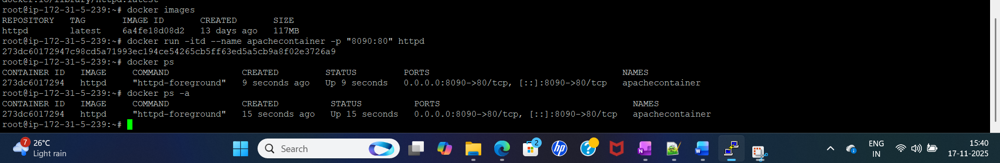 docker.io/library/httpd:latest
root@ip-172-31-5-239:~# docker images
REPOSITORY   TAG       IMAGE ID       CREATED       SIZE
httpd        latest    6a4fe18d08d2   13 days ago   117MB
root@ip-172-31-5-239:~# docker run -itd --name apachecontainer -p "8090:80" httpd
273dc60172947c98cd5a71993ec194ce54265cb5ff63ed5a5cb9a8f02e3726a9
root@ip-172-31-5-239:~# docker ps
CONTAINER ID   IMAGE     COMMAND              CREATED         STATUS         PORTS                                     NAMES
273dc6017294   httpd     "httpd-foreground"   9 seconds ago   Up 9 seconds   0.0.0.0:8090->80/tcp, [::]:8090->80/tcp   apachecontainer
root@ip-172-31-5-239:~# docker ps -a
CONTAINER ID   IMAGE     COMMAND              CREATED          STATUS          PORTS                                     NAMES
273dc6017294   httpd     "httpd-foreground"   15 seconds ago   Up 15 seconds   0.0.0.0:8090->80/tcp, [::]:8090->80/tcp   apachecontainer
root@ip-172-31-5-239:~#
7
26°C
Light rain
Search
2
hp
?
N
W
ENG
IN
15:40
17-11-2025